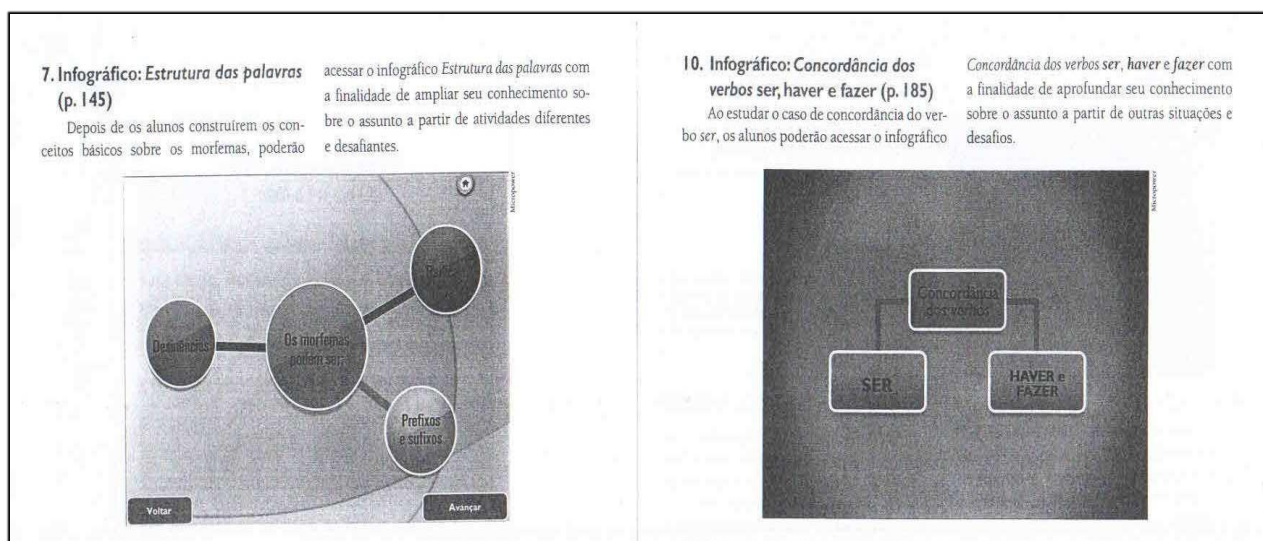 7. Infográfico: Estrutura das palavras
(p. 145)
Depois de os alunos construírem os con-
ceitos básicos sobre os morfemas, poderão
acessar o infográfico Estrutura das palavras com
a finalidade de ampliar seu conhecimento so-
bre o assunto a partir de atividades diferentes
e desafiantes.
Micropower
Desinências
Os morfemas
podem ser:
Prefixos
e sufixos
Voltar
Avançar
10. Infográfico: Concordância dos
verbos ser, haver e fazer (p. 185)
Ao estudar o caso de concordância do ver-
bo ser, os alunos poderão acessar o infográfico
Concordância dos verbos ser, haver e fazer com
a finalidade de aprofundar seu conhecimento
sobre o assunto a partir de outras situações e
desafios.
Micropower
Concordância
dos verbos
SER
HAVER e
FAZER